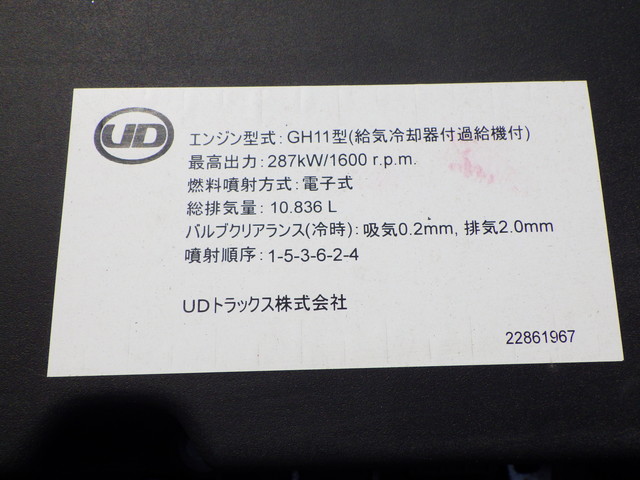 UD
エンジン型式: GH11型(給気冷却器付過給機付)
最高出力: 287kW/1600 r.p.m.
燃料噴射方式: 電子式
総排気量: 10.836 L
バルブクリアランス(冷時): 吸気0.2mm, 排気2.0mm
噴射順序: 1-5-3-6-2-4
UDトラックス株式会社
22861967